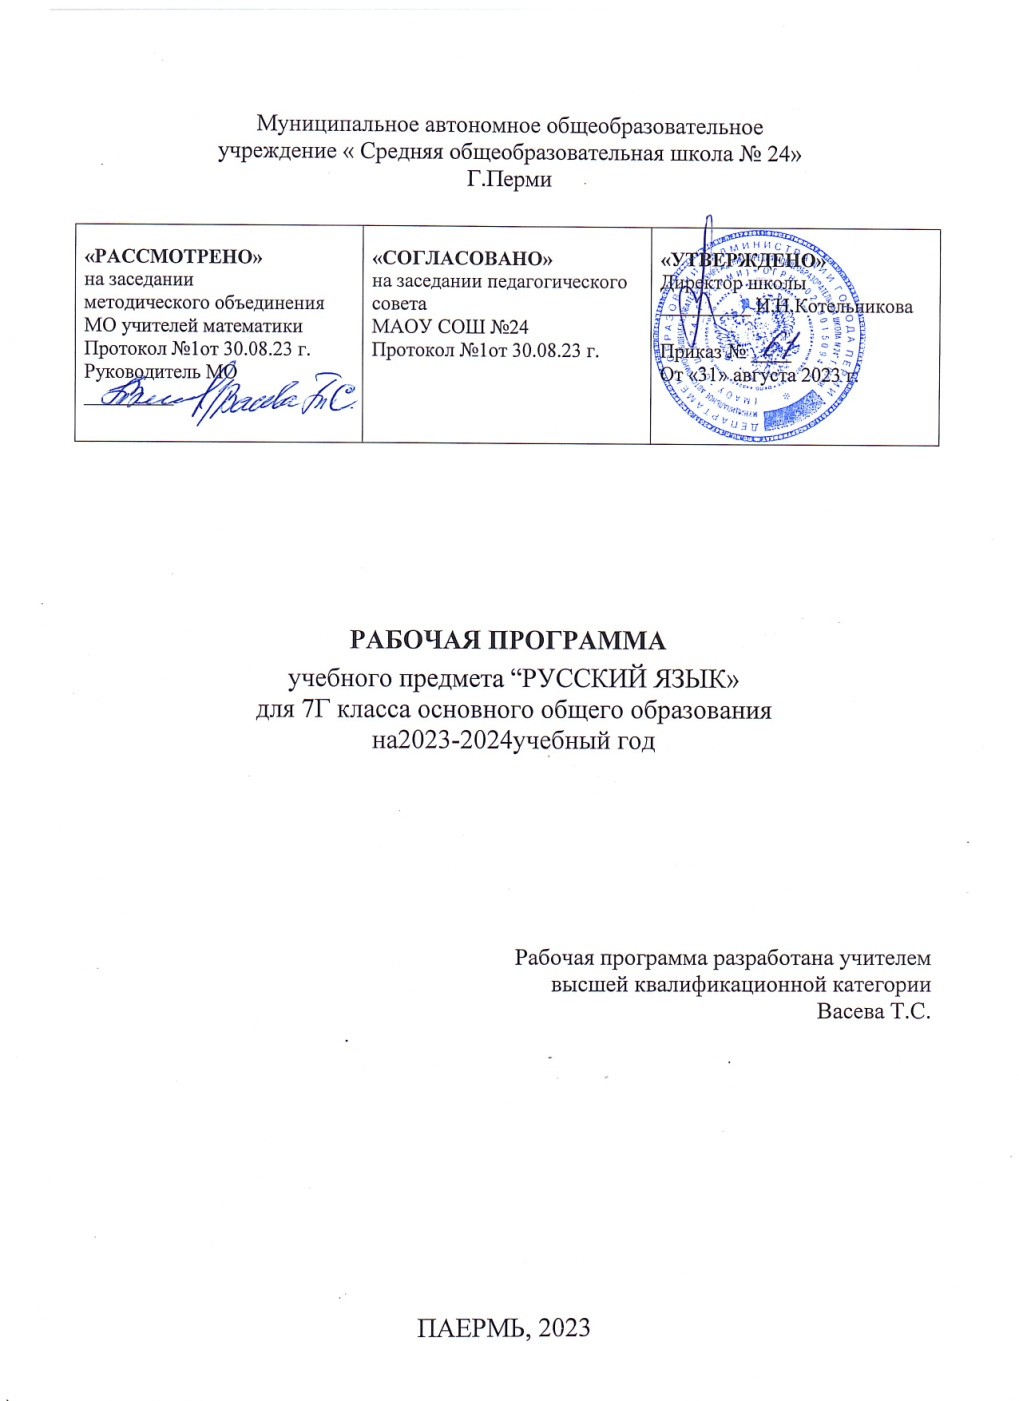 Муниципальное автономное общеобразовательное
учреждение « Средняя общеобразовательная школа № 24»
Г.Перми
«РАССМОТРЕНО»
на заседании
методического объединения
МО учителей математики
Протокол №1от 30.08.23 г.
Руководитель МО
Васева Т.С.
«СОГЛАСОВАНО»
на заседании педагогического
совета
МАОУ СОШ №24
Протокол №1от 30.08.23 г.
«УТВЕРЖДЕНО»
Директор школы
И.Н.Котельникова
Приказ №
От «31» августа 2023 г.
РАБОЧАЯ ПРОГРАММА
учебного предмета “РУССКИЙ ЯЗЫК»
для 7Г класса основного общего образования
на2023-2024учебный год
Рабочая программа разработана учителем
высшей квалификационной категории
Васева Т.С.
ПАЕРМЬ, 2023